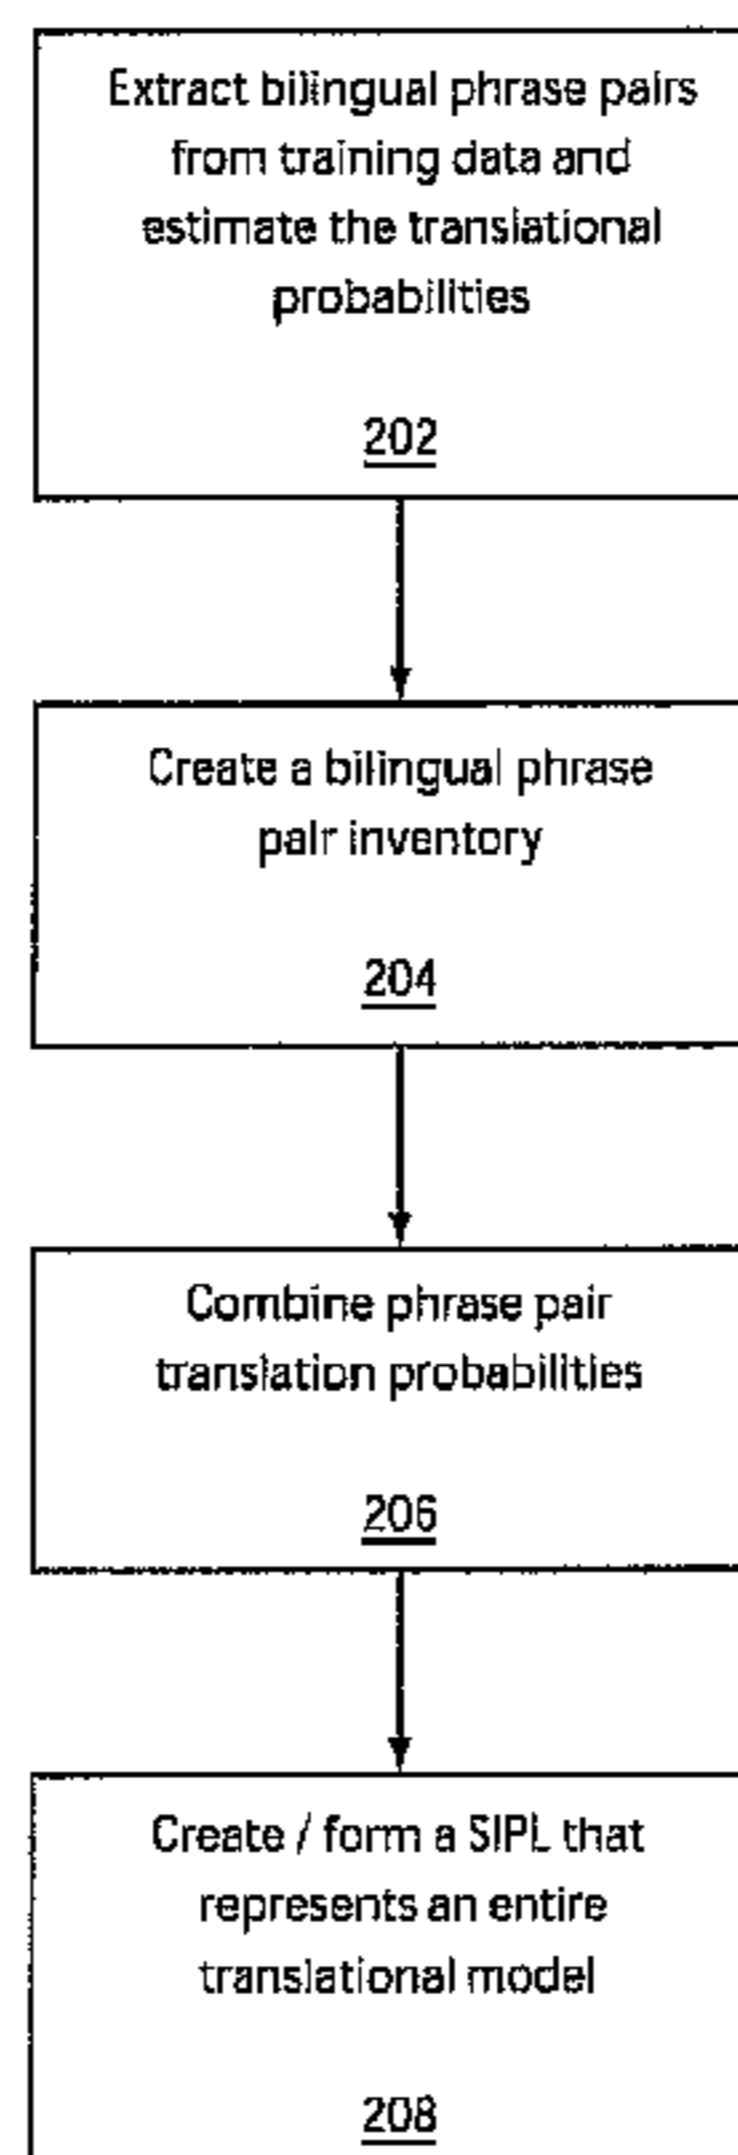 Extract bilingual phrase pairs
from training data and
estimate the translational
probabilities
202
Create a bilingual phrase
pair inventory
204
Combine phrase pair
translation probabilities
206
Create / form a SIPL that
represents an entire
translational model
208